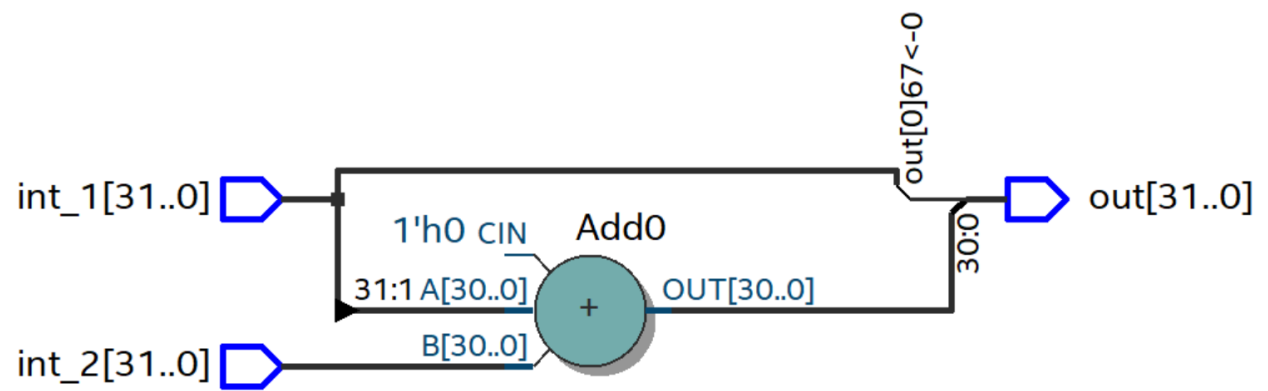 out[0]67<-0
int_1[31..0]
out[31..0]
1'h0 CIN
Add0
30:0
31:1 A[30..0]
OUT[30..0]
+
B[30..0]
int_2[31..0]